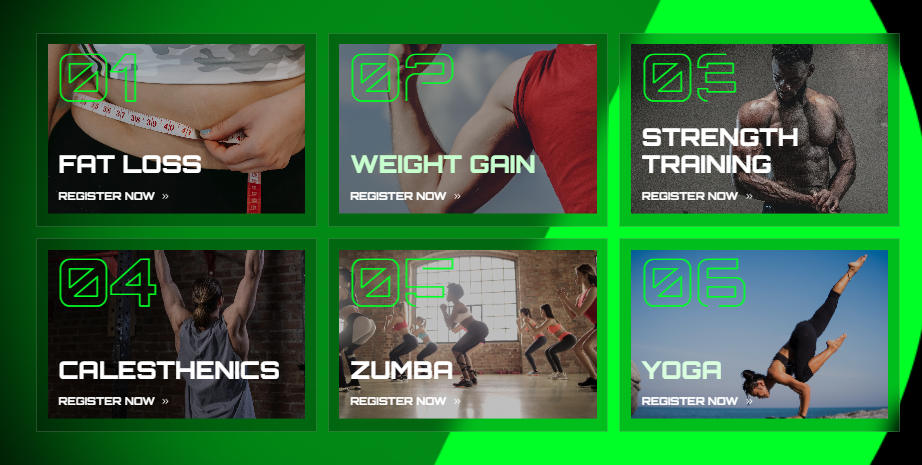 01
FAT LOSS
REGISTER NOW »
02
WEIGHT GAIN
REGISTER NOW »
03
STRENGTH
TRAINING
REGISTER NOW »
04
CALESTHENICS
REGISTER NOW »
05
ZUMBA
REGISTER NOW »
06
YOGA
REGISTER NOW »